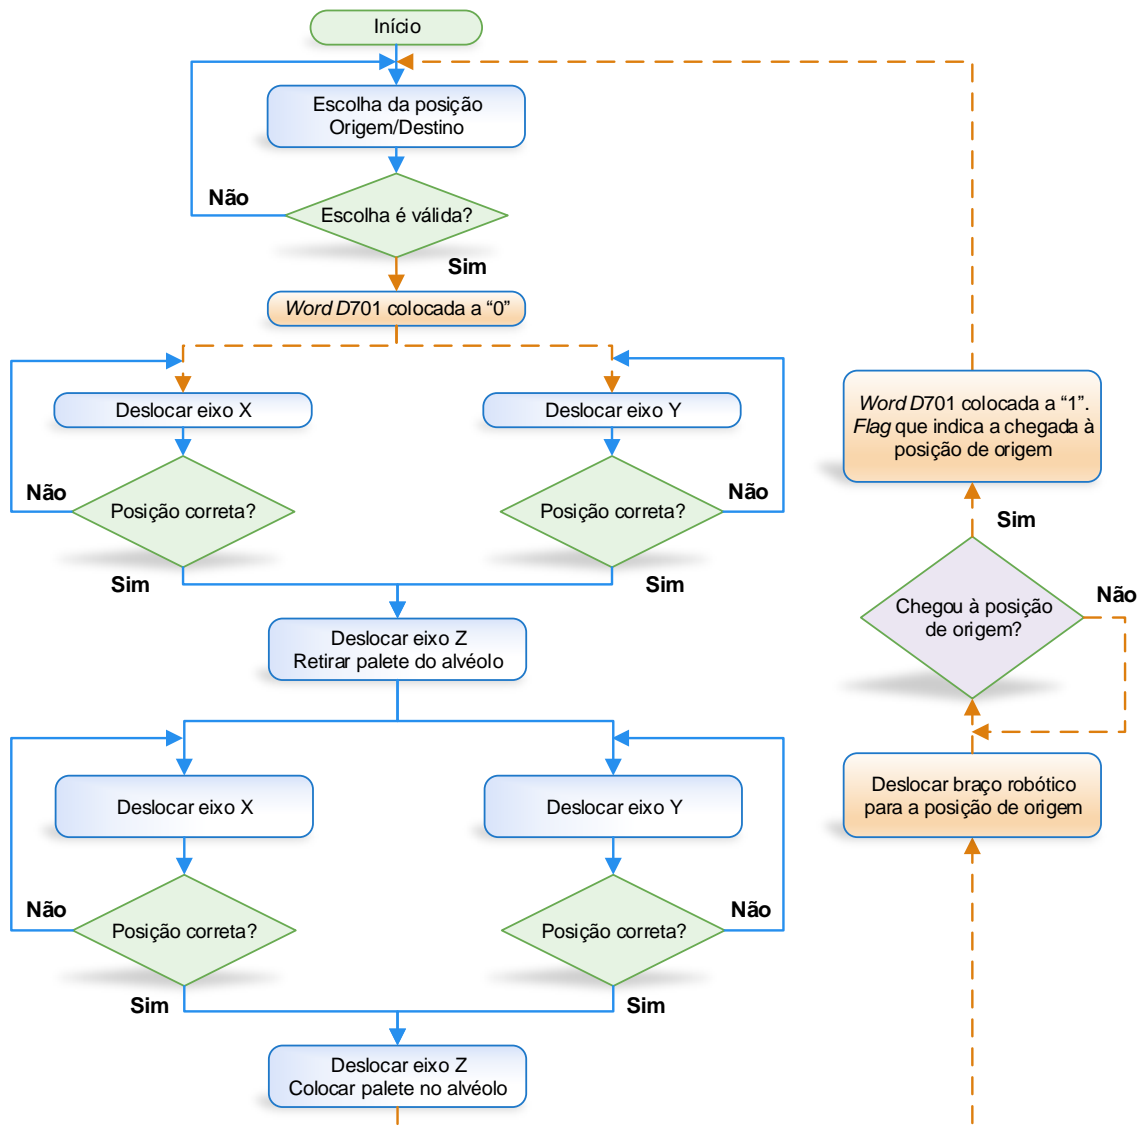 Início
Escolha da posição
Origem/Destino
Não
Escolha é válida?
Sim
Word D701 colocada a “0”
Deslocar eixo X
Deslocar eixo Y
Não
Posição correta?
Sim
Posição correta?
Não
Sim
Deslocar eixo Z
Retirar palete do alvéolo
Deslocar eixo X
Deslocar eixo Y
Não
Posição correta?
Sim
Posição correta?
Não
Sim
Deslocar eixo Z
Colocar palete no alvéolo
Word D701 colocada a “1”.
Flag que indica a chegada à
posição de origem
Sim
Chegou à posição
de origem?
Não
Deslocar braço robótico
para a posição de origem